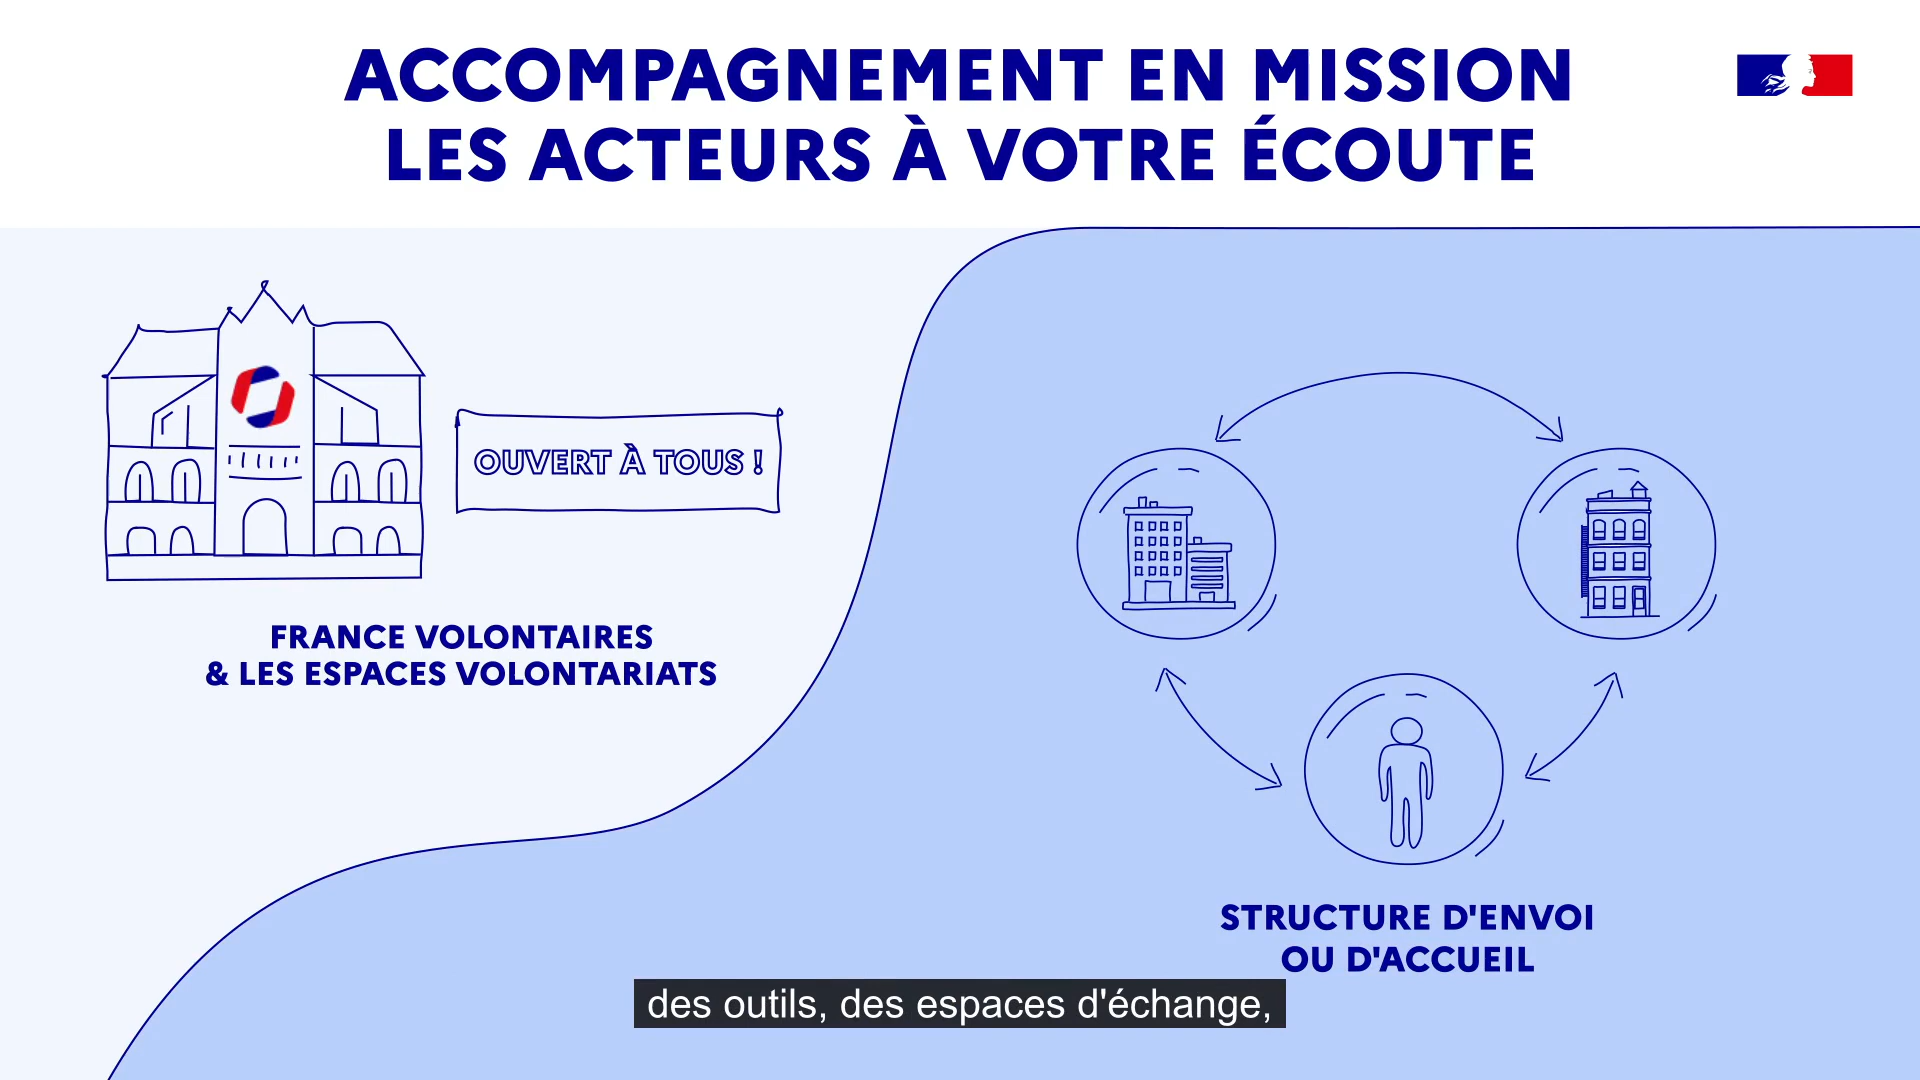 ACCOMPAGNEMENT EN MISSION
LES ACTEURS À VOTRE ÉCOUTE
OUVERT À TOUS !
FRANCE VOLONTAIRES
& LES ESPACES VOLONTARIATS
STRUCTURE D'ENVOI
OU D'ACCUEIL
des outils, des espaces d'échange,